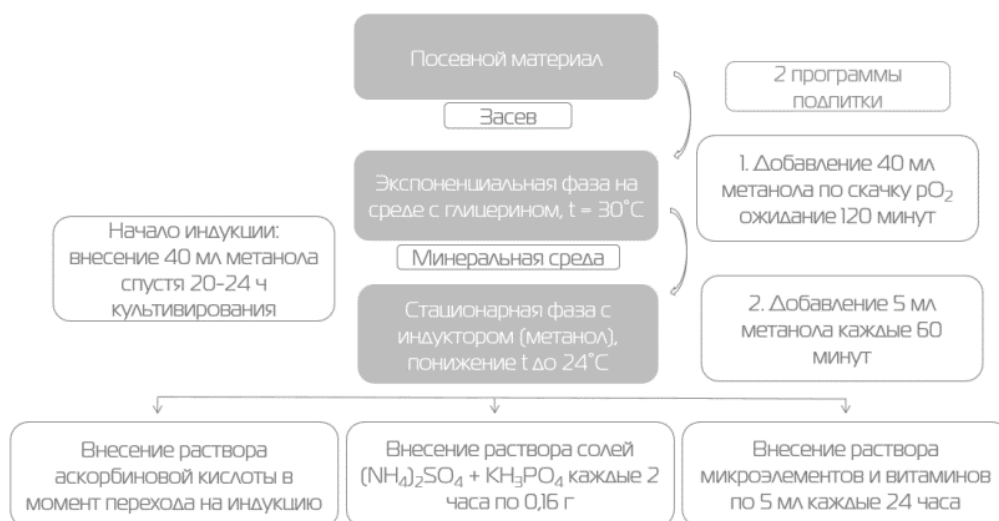 Посевной материал
2 программы
подпитки
Засев
Экспоненциальная фаза на
среде с глицерином, t = 30˚C
1. Добавление 40 мл
метанола по скачку pO₂
ожидание 120 минут
Начало индукции:
внесение 40 мл метанола
спустя 20-24 ч
культивирования
Минеральная среда
Стационарная фаза с
индуктором (метанол),
понижение t до 24˚C
2. Добавление 5 мл
метанола каждые 60
минут
Внесение раствора
аскорбиновой кислоты в
момент перехода на индукцию
Внесение раствора солей
(NH₄)₂SO₄ + KH₃PO₄ каждые 2
часа по 0,16 г
Внесение раствора
микроэлементов и витаминов
по 5 мл каждые 24 часа